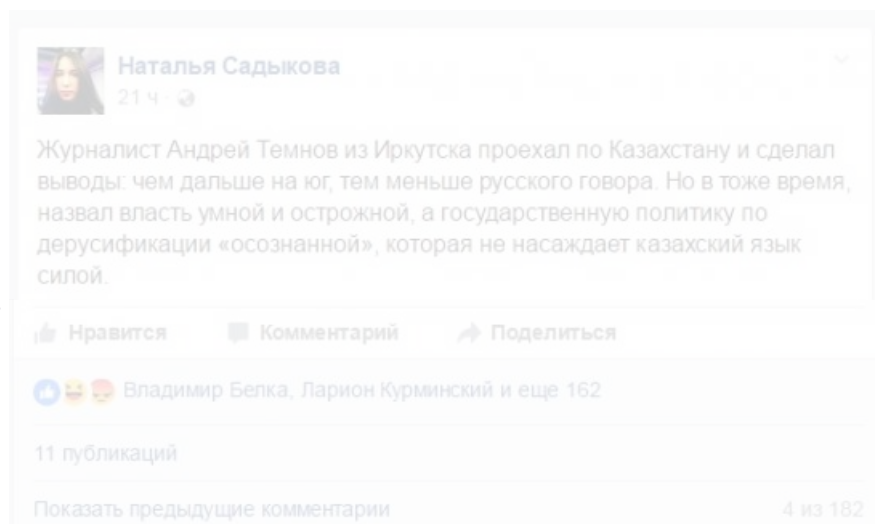 Наталья Садыкова
21 ч
Журналист Андрей Темнов из Иркутска проехал по Казахстану и сделал
выводы: чем дальше на юг, тем меньше русского говора. Но в тоже время,
назвал власть умной и острожной, а государственную политику по
дерусификации «осознанной», которая не насаждает казахский язык
силой.
Нравится Комментарий Поделиться
Владимир Белка, Ларион Курминский и еще 162
11 публикаций
Показать предыдущие комментарии 4 из 182